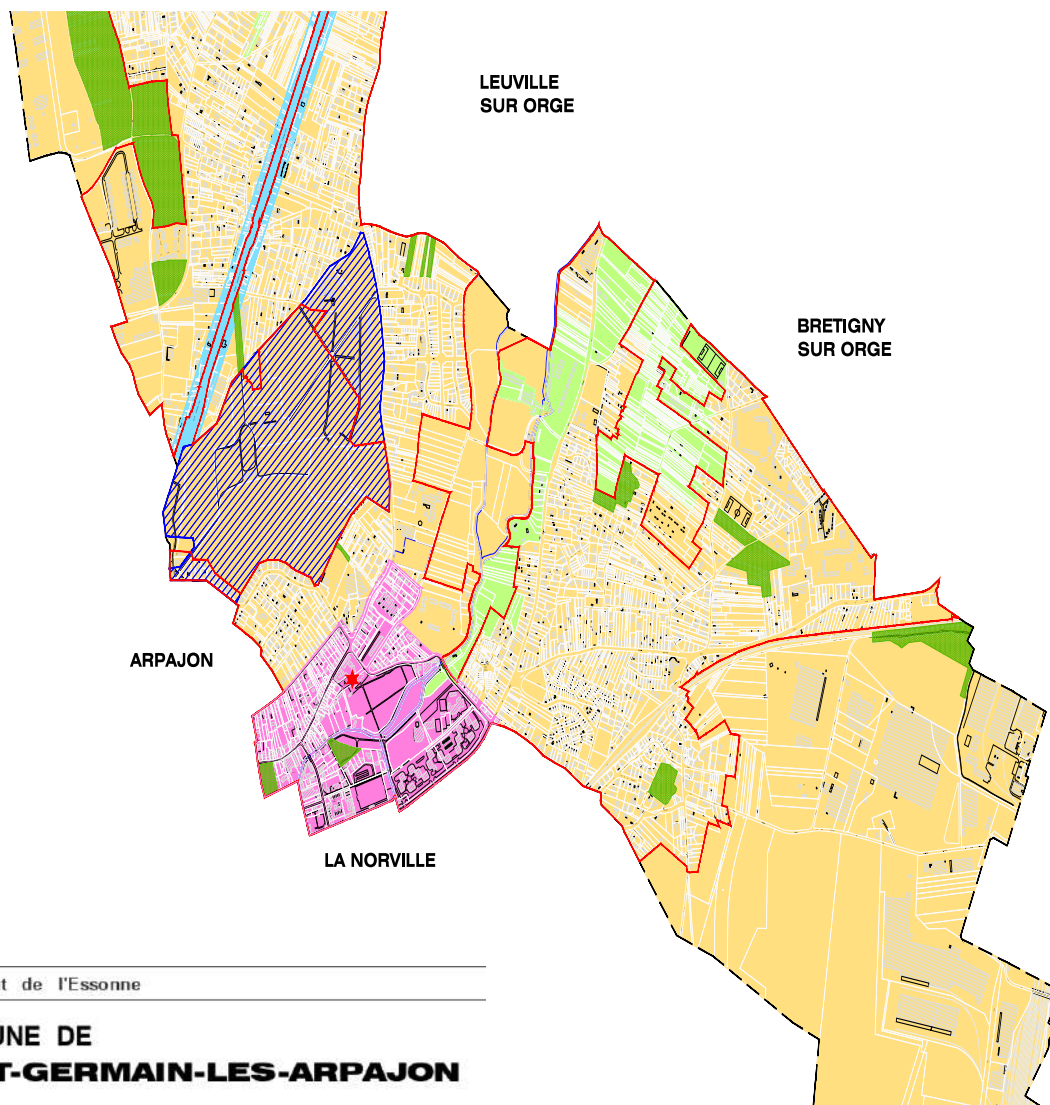 LEUVILLE
SUR ORGE
BRETIGNY
SUR ORGE
ARPAJON
LA NORVILLE
t de l'Essonne
UNE DE
T-GERMAIN-LES-ARPAJON